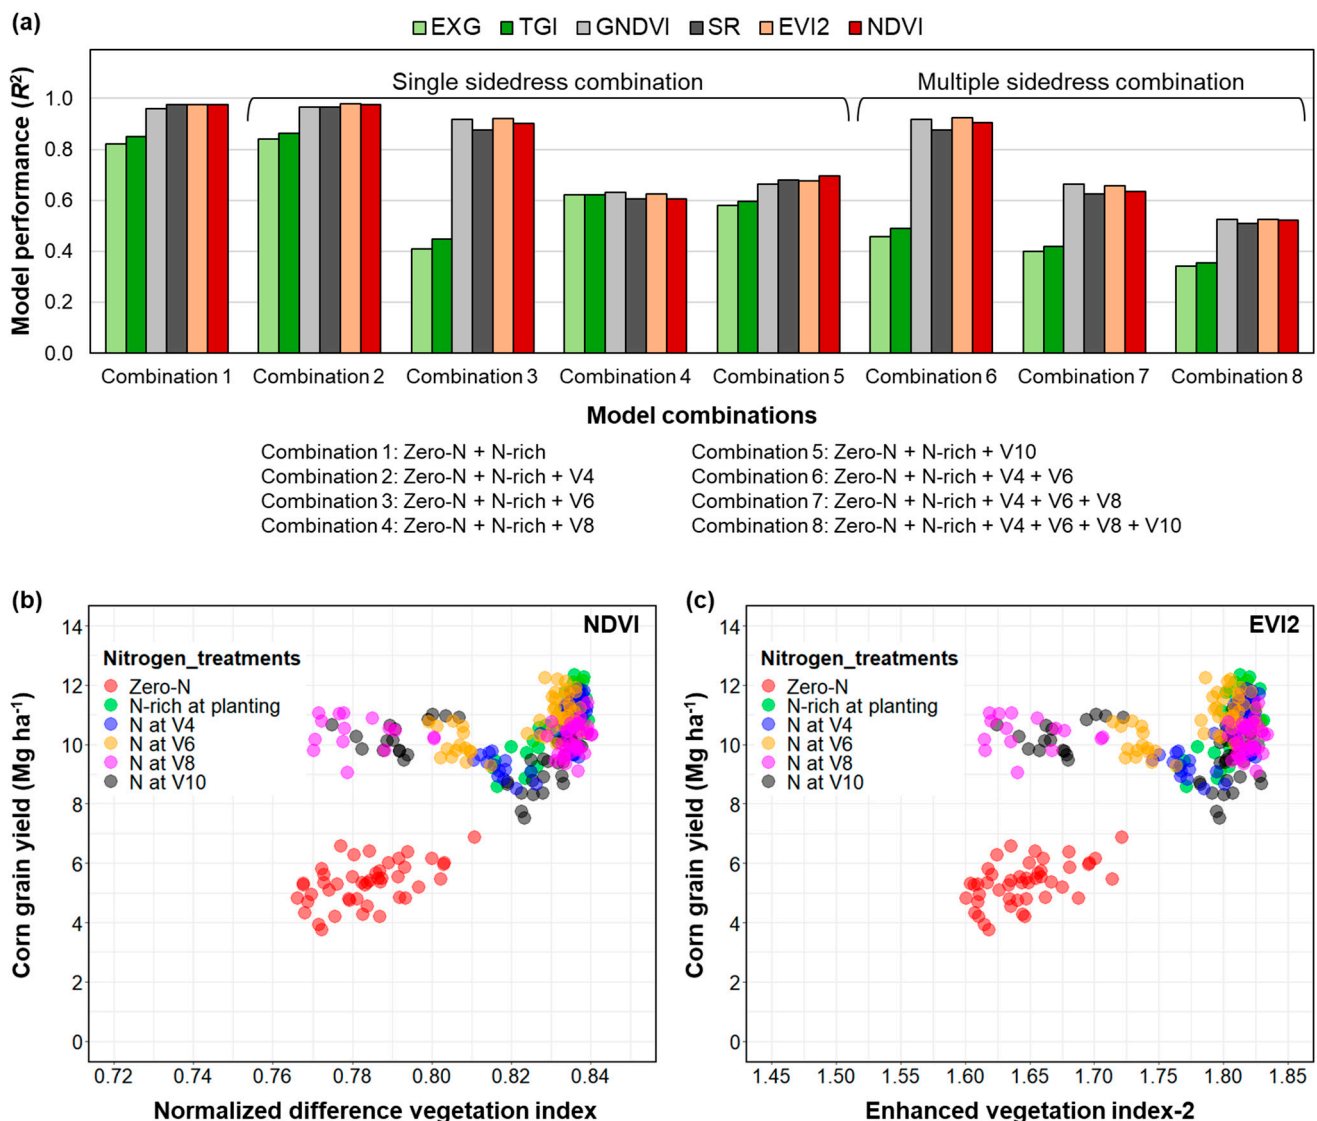 (a)
EXG TGI GNDVI SR EVI2 NDVI
Single sidedress combination
Multiple sidedress combination
Model performance (R²)
1.0
0.8
0.6
0.4
0.2
0.0
Combination 1 Combination 2 Combination 3 Combination 4 Combination 5 Combination 6 Combination 7 Combination 8
Model combinations
Combination 1: Zero-N + N-rich
Combination 2: Zero-N + N-rich + V4
Combination 3: Zero-N + N-rich + V6
Combination 4: Zero-N + N-rich + V8
Combination 5: Zero-N + N-rich + V10
Combination 6: Zero-N + N-rich + V4 + V6
Combination 7: Zero-N + N-rich + V4 + V6 + V8
Combination 8: Zero-N + N-rich + V4 + V6 + V8 + V10
(b)
NDVI
Corn grain yield (Mg ha⁻¹)
14
12
10
8
6
4
2
0
Nitrogen_treatments
Zero-N
N-rich at planting
N at V4
N at V6
N at V8
N at V10
0.72 0.74 0.76 0.78 0.80 0.82 0.84
Normalized difference vegetation index
(c)
EVI2
Corn grain yield (Mg ha⁻¹)
14
12
10
8
6
4
2
0
Nitrogen_treatments
Zero-N
N-rich at planting
N at V4
N at V6
N at V8
N at V10
1.45 1.50 1.55 1.60 1.65 1.70 1.75 1.80 1.85
Enhanced vegetation index-2